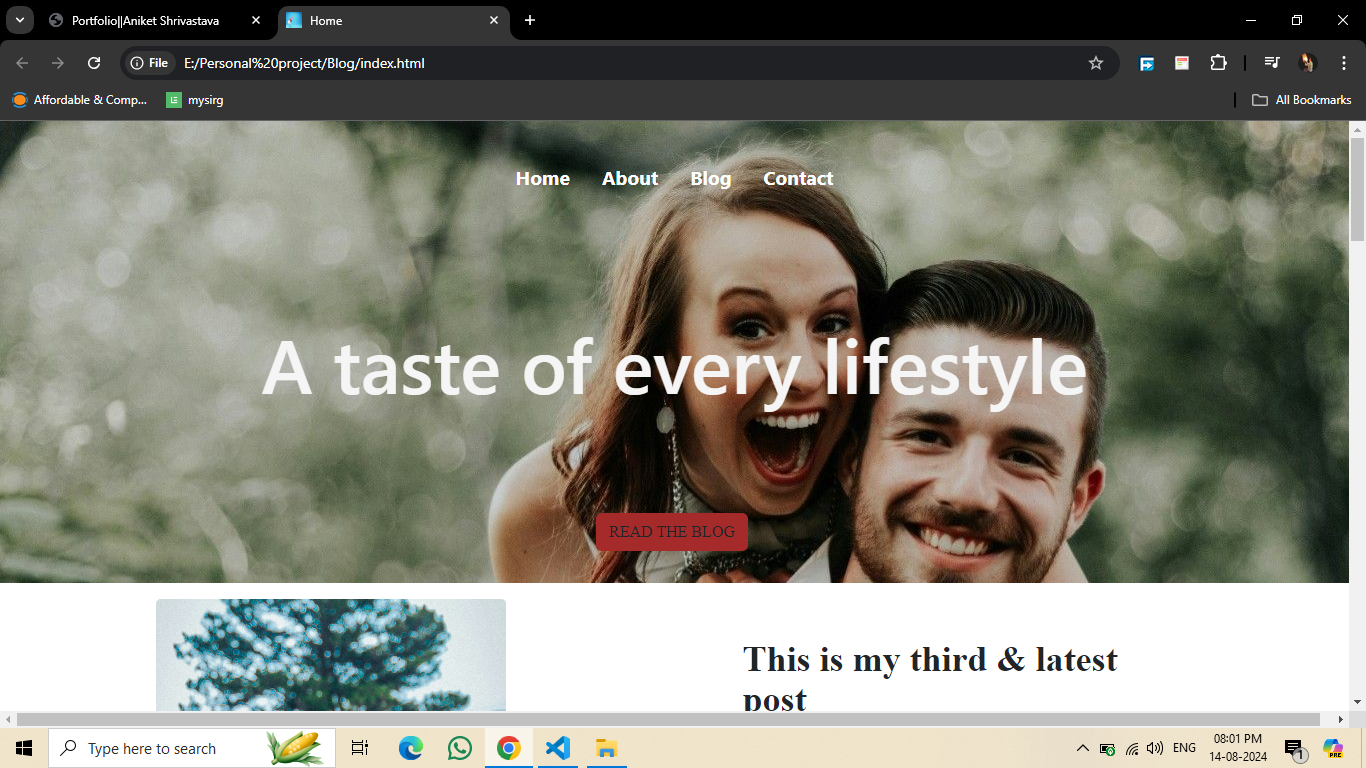 Portfolio||Aniket Shrivastava
Home
File
E:/Personal%20project/Blog/index.html
Affordable & Comp...
mysirg
All Bookmarks
Home About Blog Contact
A taste of every lifestyle
READ THE BLOG
This is my third & latest
post
Type here to search
ENG
08:01 PM
14-08-2024
1
PRE